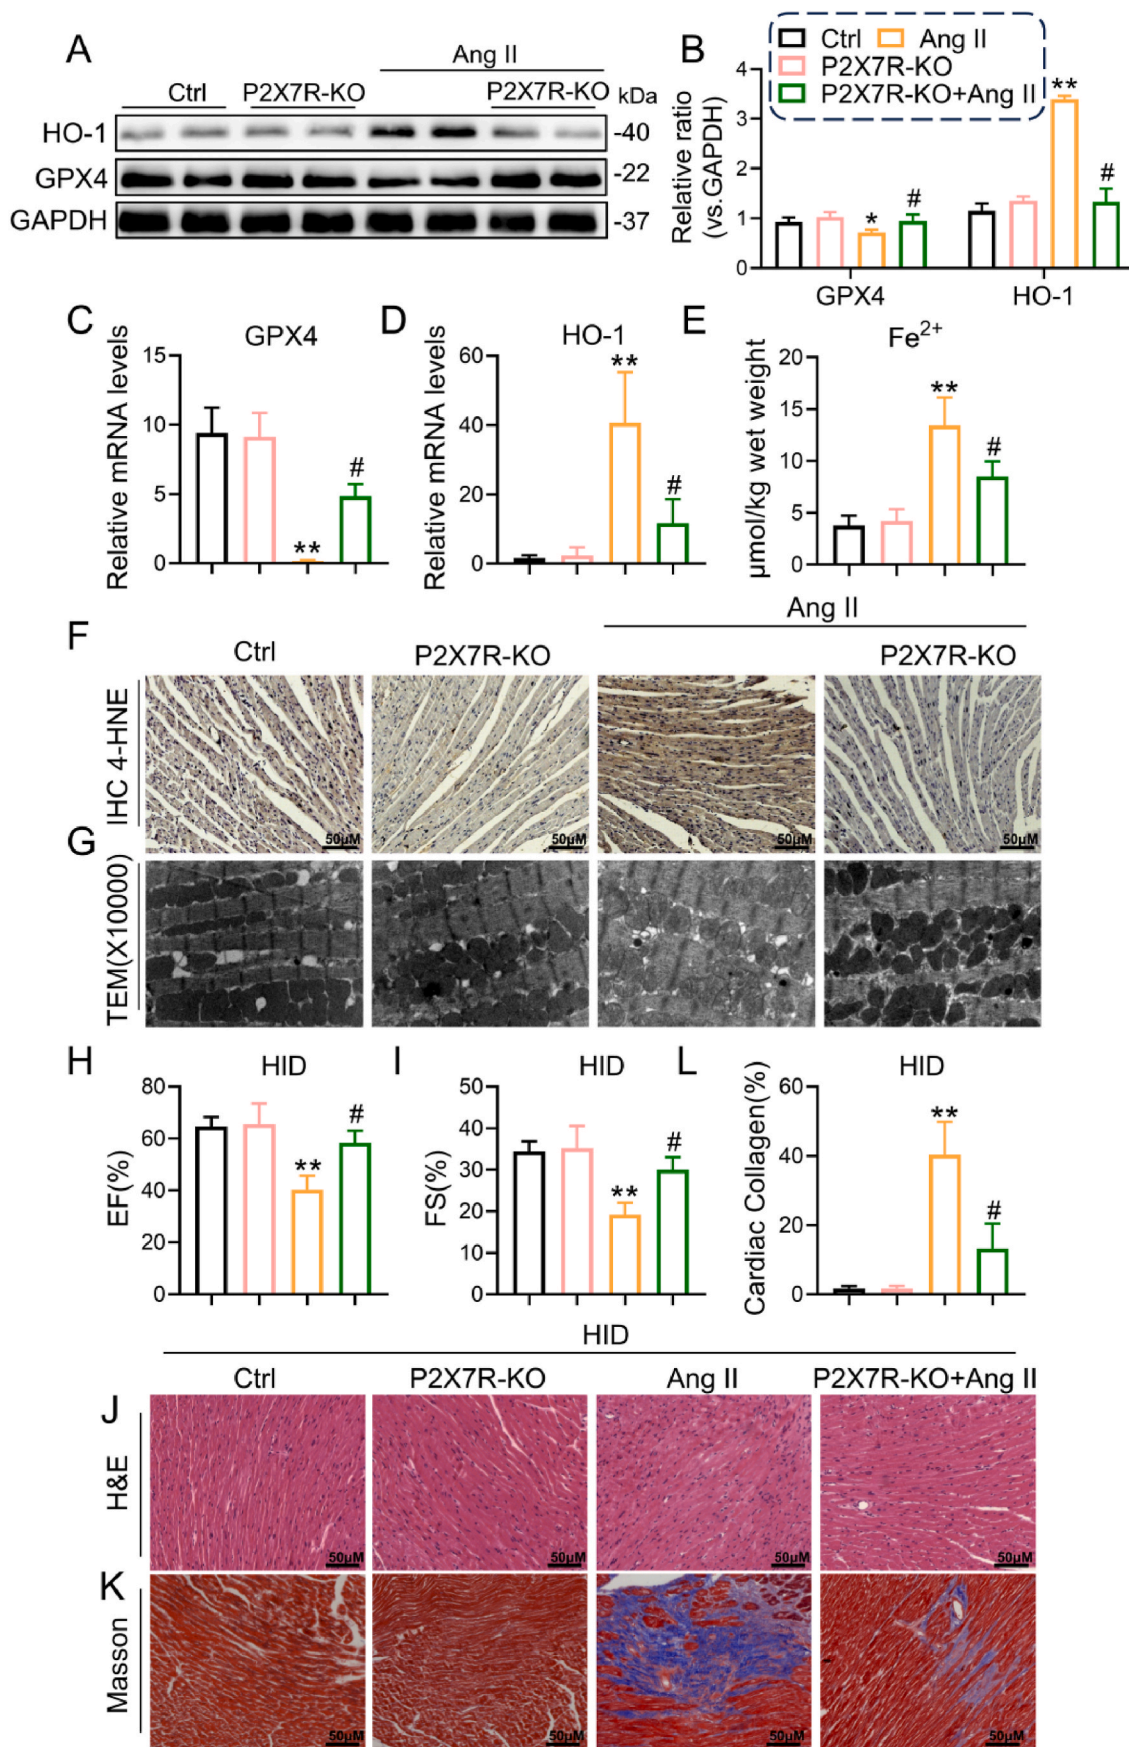 A
Ang II
Ctrl P2X7R-KO P2X7R-KO kDa
HO-1 -40
GPX4 -22
GAPDH -37
B
Ctrl Ang II
P2X7R-KO
P2X7R-KO+Ang II
Relative ratio
(vs.GAPDH)
4
3
2
1
0
* # ** #
GPX4 HO-1
C
GPX4
Relative mRNA levels
15
10
5
0
** #
D
HO-1
Relative mRNA levels
60
40
20
0
** #
E
Fe2+
μmol/kg wet weight
20
15
10
5
0
** #
Ang II
F
Ctrl P2X7R-KO P2X7R-KO
IHC 4-HNE
50μM 50μM 50μM 50μM
G
TEM(X10000)
H
HID
EF(%)
80
60
40
20
0
** #
I
HID
FS(%)
50
40
30
20
10
0
** #
L
HID
Cardiac Collagen(%)
60
40
20
0
** #
HID
Ctrl P2X7R-KO Ang II P2X7R-KO+Ang II
J
H&E
50μM 50μM 50μM 50μM
K
Masson
50μM 50μM 50μM 50μM